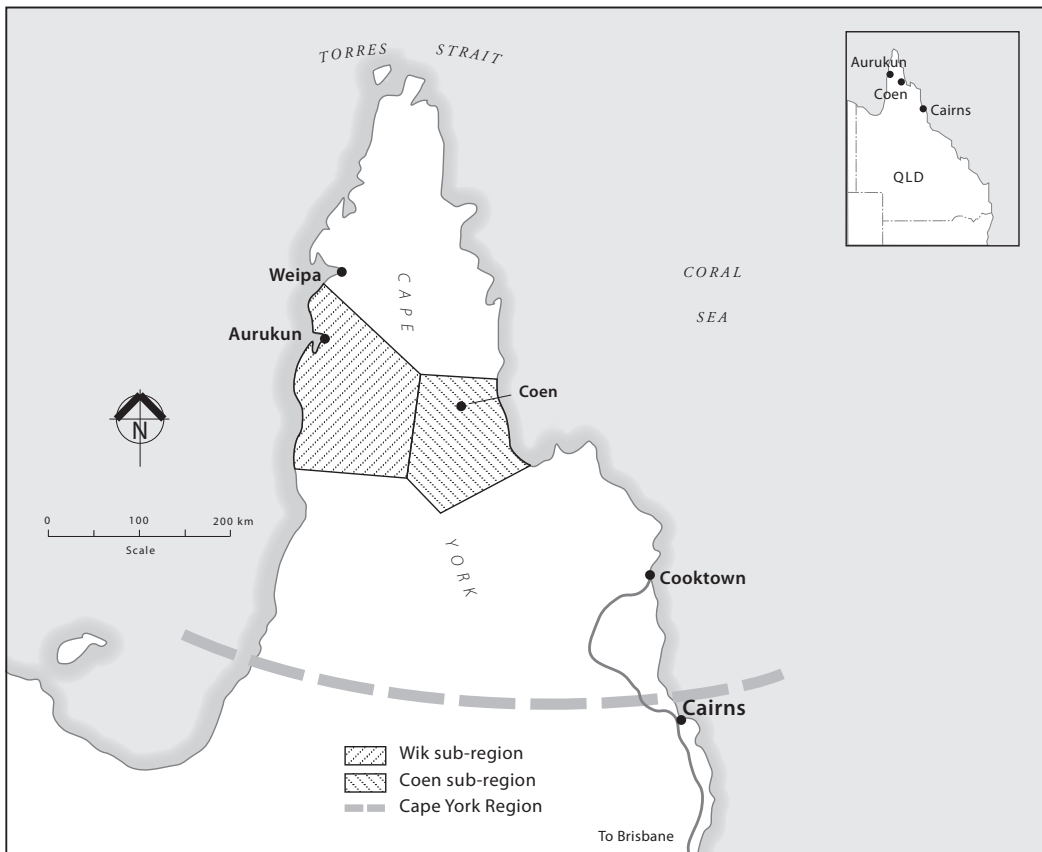 TORRES STRAIT
Aurukun
Coen
Cairns
QLD
Weipa
CAPE
CORAL
SEA
Aurukun
Coen
N
0 100 200 km
Scale
YORK
Cooktown
Cairns
Wik sub-region
Coen sub-region
Cape York Region
To Brisbane